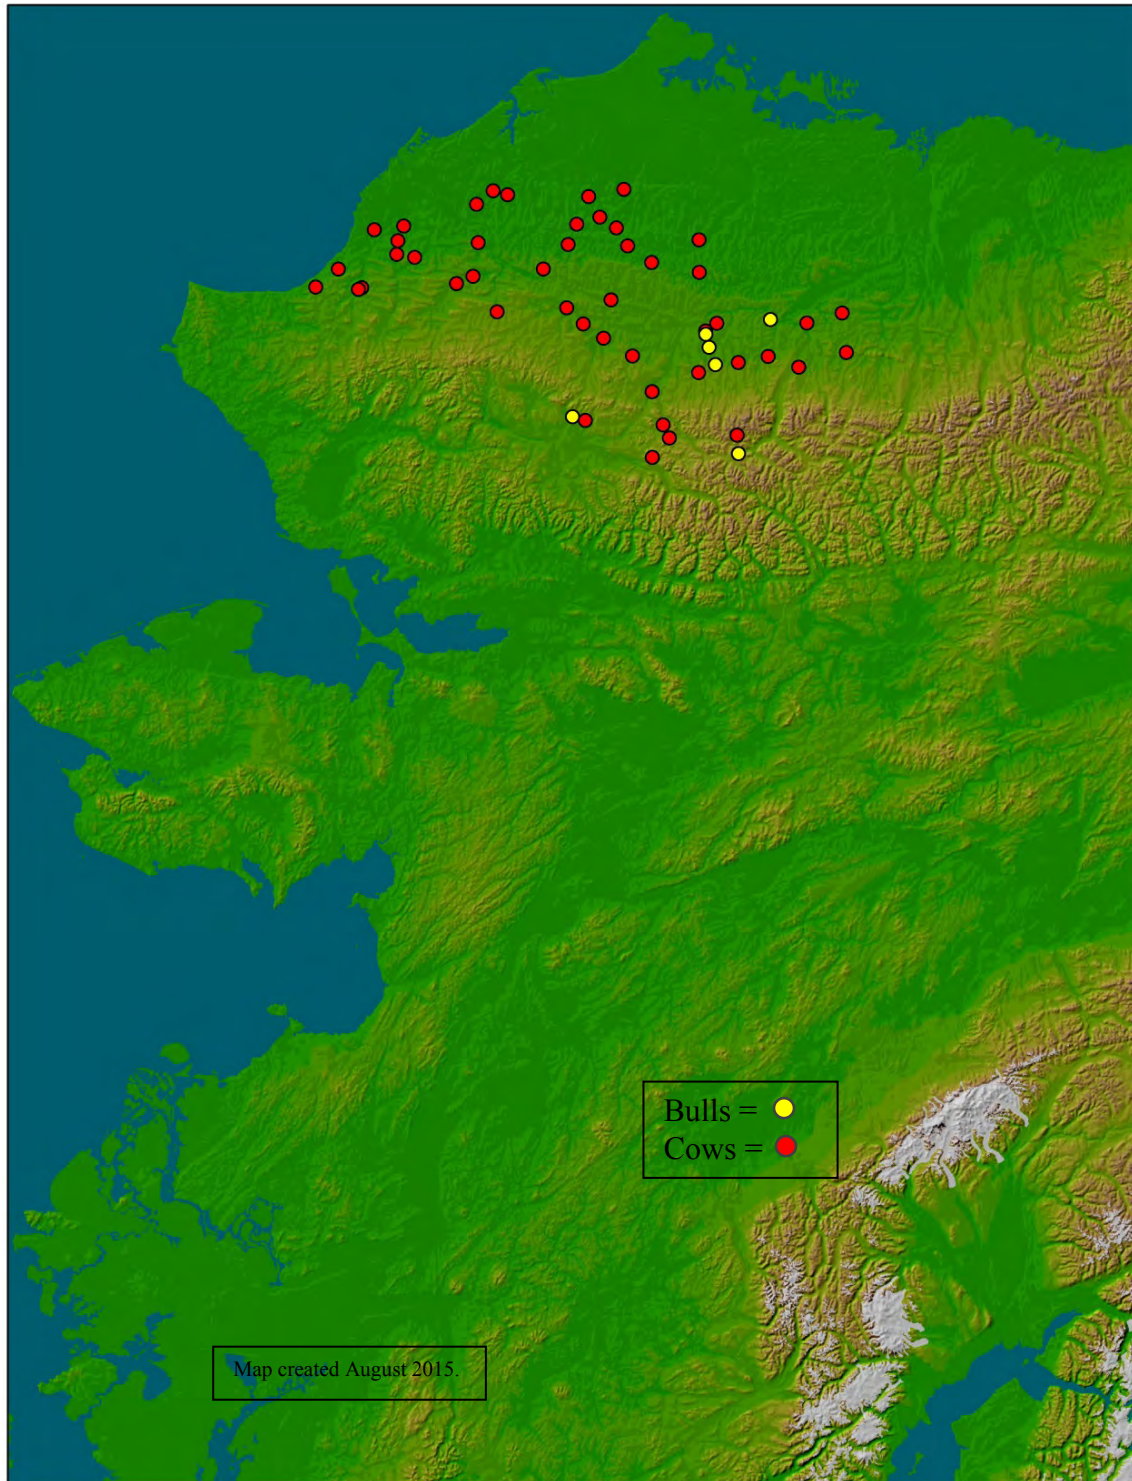 Bulls =
Cows =
Map created August 2015.